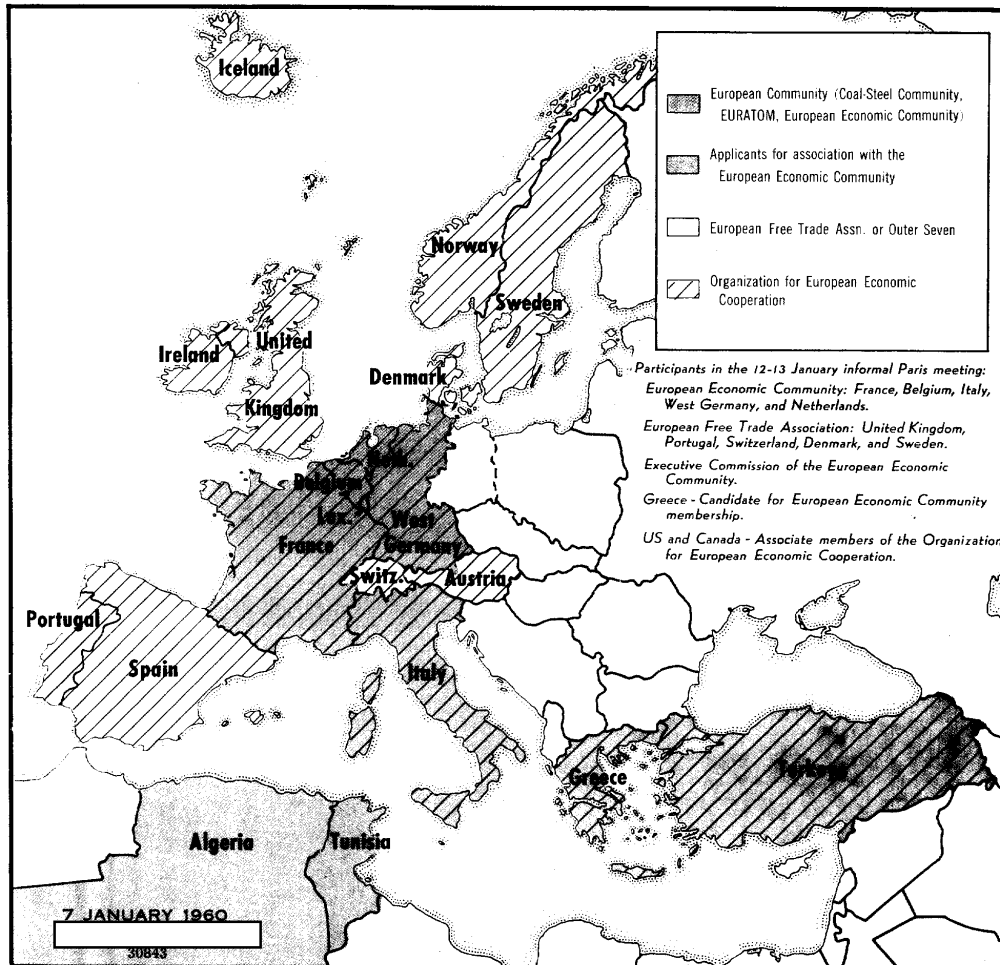 Iceland
European Community (Coal-Steel Community,
EURATOM, European Economic Community)
Applicants for association with the
European Economic Community
European Free Trade Assn. or Outer Seven
Organization for European Economic
Cooperation
Norway
Sweden
Ireland
United
Kingdom
Denmark
Participants in the 12-13 January informal Paris meeting:
European Economic Community: France, Belgium, Italy,
West Germany, and Netherlands.
European Free Trade Association: United Kingdom,
Portugal, Switzerland, Denmark, and Sweden.
Executive Commission of the European Economic
Community.
Greece - Candidate for European Economic Community
membership.
US and Canada - Associate members of the Organization
for European Economic Cooperation.
Neth.
Belgium
Lux.
West
Germany
France
Switz.
Austria
Portugal
Spain
Italy
Greece
Turkey
Algeria
Tunisia
7 JANUARY 1960
30843